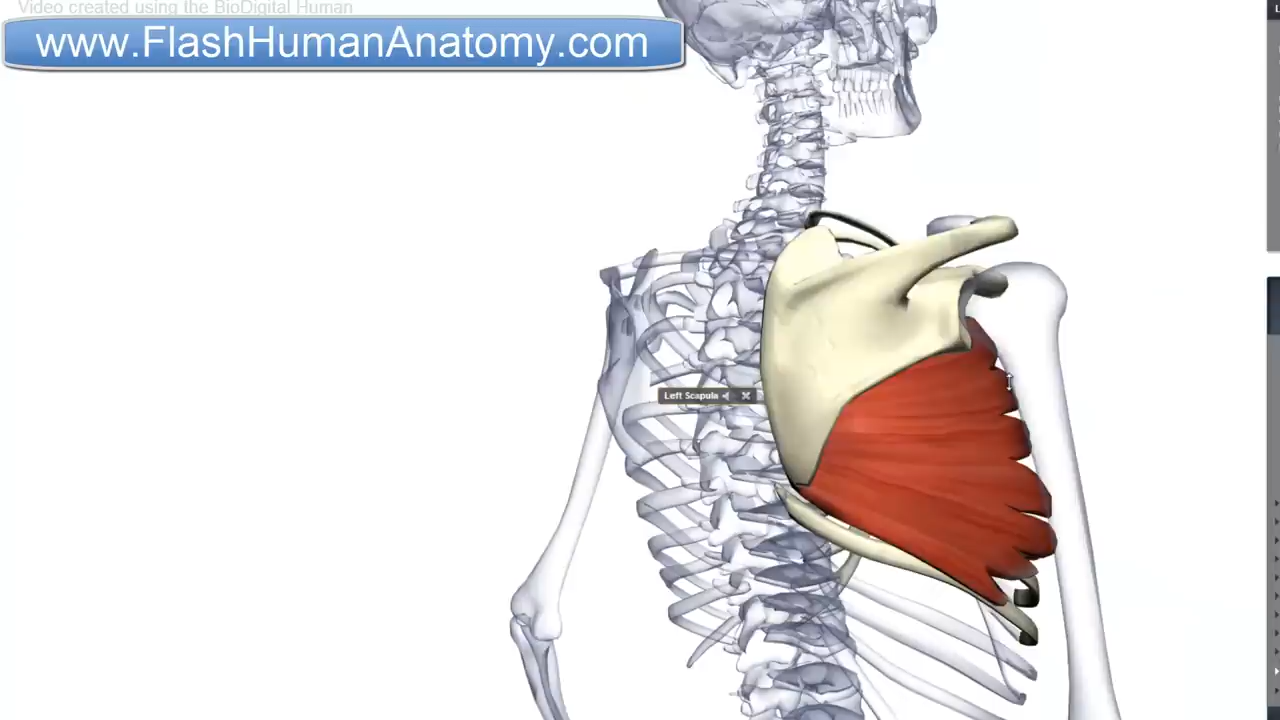 Video created using the BioDigital Human
www.FlashHumanAnatomy.com
Left Scapula